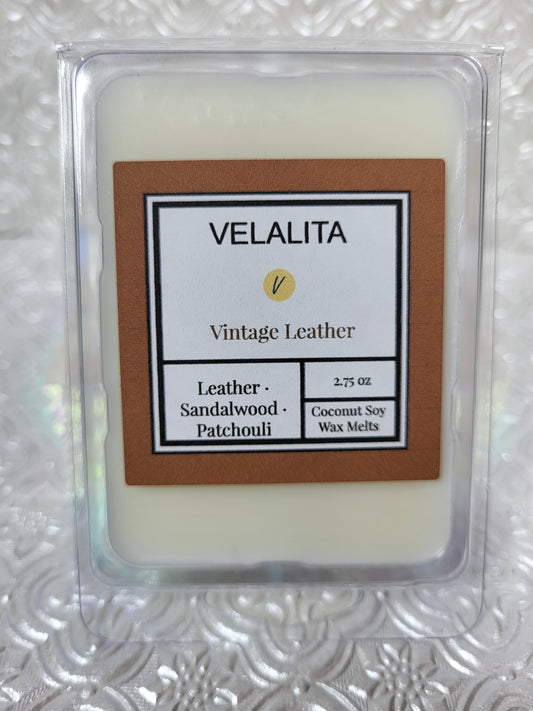 VELALITA
V
Vintage Leather
Leather ·
Sandalwood ·
Patchouli
2.75 oz
Coconut Soy
Wax Melts